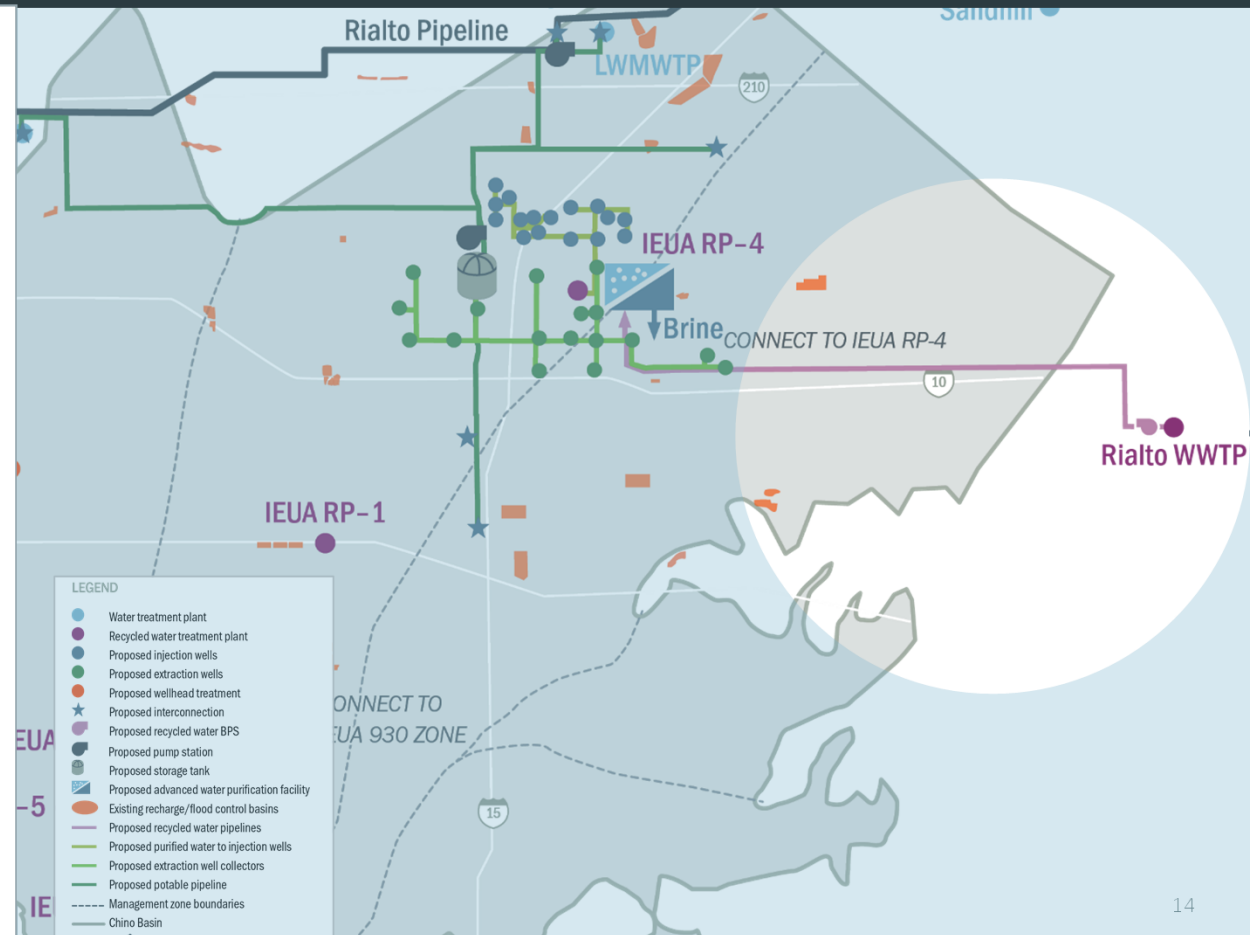 Sandhill
Rialto Pipeline
LWMWTP
210
IEUA RP-4
Brine
CONNECT TO IEUA RP-4
10
Rialto WWTP
IEUA RP-1
LEGEND
Water treatment plant
Recycled water treatment plant
Proposed injection wells
Proposed extraction wells
Proposed wellhead treatment
Proposed interconnection
Proposed recycled water BPS
Proposed pump station
Proposed storage tank
Proposed advanced water purification facility
Existing recharge/flood control basins
Proposed recycled water pipelines
Proposed purified water to injection wells
Proposed extraction well collectors
Proposed potable pipeline
Management zone boundaries
Chino Basin
ONNECT TO
EUA 930 ZONE
EUA
-5
IE
15
14